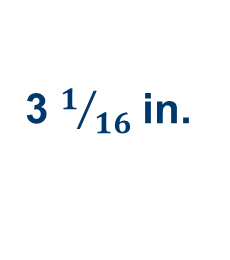 3 ¹/₁₆ in.